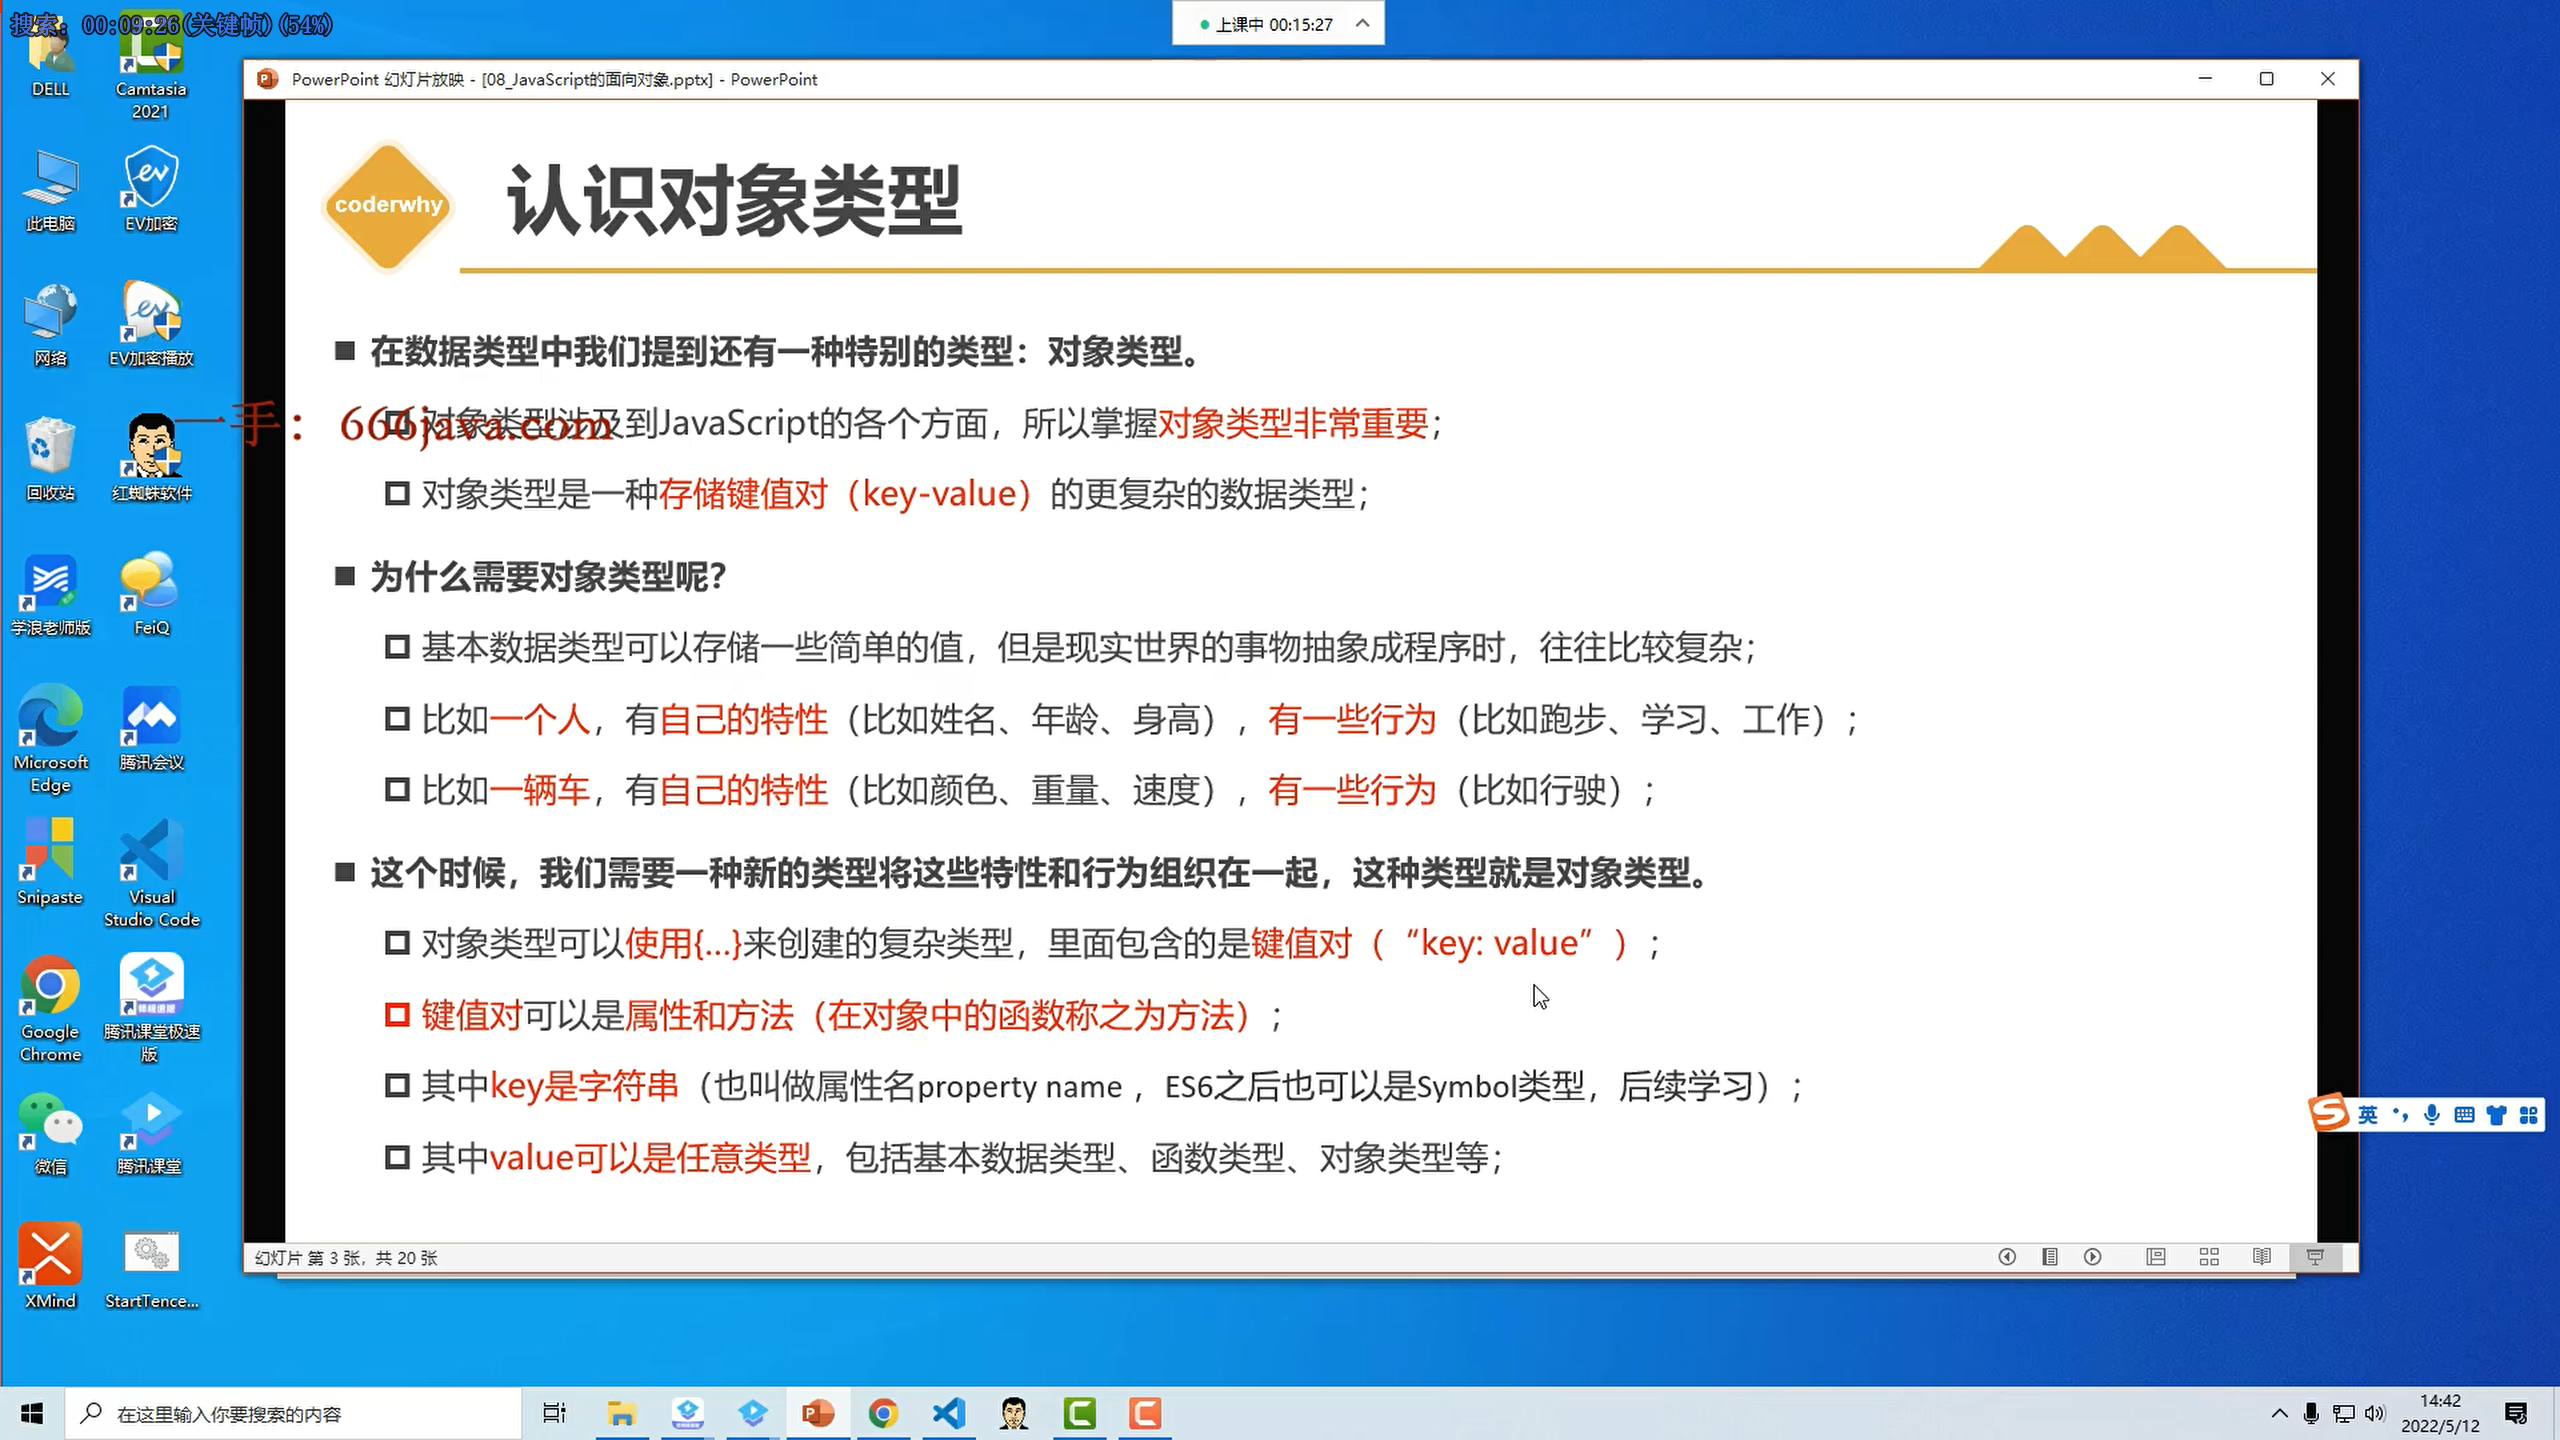 搜索: 00:09:26(关键帧)(54%)
上课中 00:15:27
DELL
Camtasia 2021
此电脑
EV加密
网络
EV加密播放
回收站
红蜘蛛软件
学浪老师版
FeiQ
Microsoft Edge
腾讯会议
Snipaste
Visual Studio Code
Google Chrome
腾讯课堂极速版
微信
腾讯课堂
XMind
StartTence...
PowerPoint 幻灯片放映 - [08_JavaScript的面向对象.pptx] - PowerPoint
coderwhy
认识对象类型
在数据类型中我们提到还有一种特别的类型：对象类型。
一手：666java.com
对象类型涉及到JavaScript的各个方面，所以掌握对象类型非常重要；
对象类型是一种存储键值对（key-value）的更复杂的数据类型；
为什么需要对象类型呢？
基本数据类型可以存储一些简单的值，但是现实世界的事物抽象成程序时，往往比较复杂；
比如一个人，有自己的特性（比如姓名、年龄、身高），有一些行为（比如跑步、学习、工作）；
比如一辆车，有自己的特性（比如颜色、重量、速度），有一些行为（比如行驶）；
这个时候，我们需要一种新的类型将这些特性和行为组织在一起，这种类型就是对象类型。
对象类型可以使用{…}来创建的复杂类型，里面包含的是键值对（“key: value”）；
键值对可以是属性和方法（在对象中的函数称之为方法）；
其中key是字符串（也叫做属性名property name ，ES6之后也可以是Symbol类型，后续学习）；
其中value可以是任意类型，包括基本数据类型、函数类型、对象类型等；
幻灯片 第 3 张，共 20 张
英
在这里输入你要搜索的内容
14:42
2022/5/12